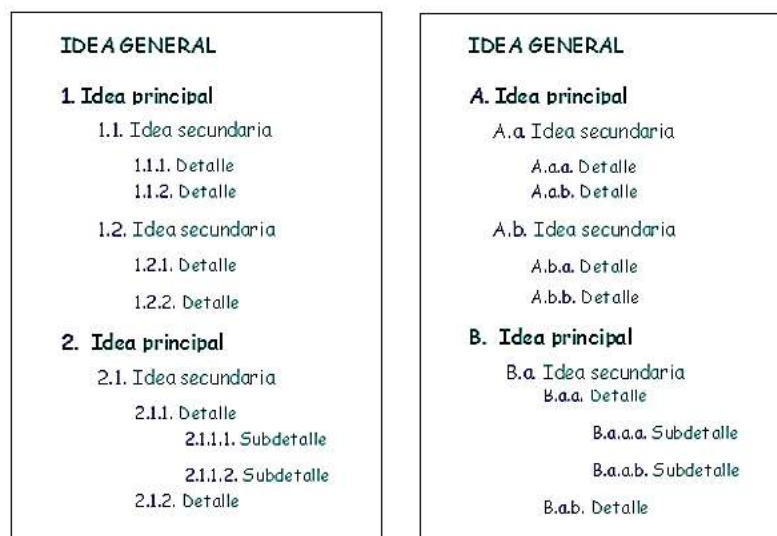 IDEA GENERAL
1. Idea principal
1.1. Idea secundaria
1.1.1. Detalle
1.1.2. Detalle
1.2. Idea secundaria
1.2.1. Detalle
1.2.2. Detalle
2. Idea principal
2.1. Idea secundaria
2.1.1. Detalle
2.1.1.1. Subdetalle
2.1.1.2. Subdetalle
2.1.2. Detalle
IDEA GENERAL
A. Idea principal
A.a Idea secundaria
A.a.a. Detalle
A.a.b. Detalle
A.b. Idea secundaria
A.b.a. Detalle
A.b.b. Detalle
B. Idea principal
B.a Idea secundaria
B.a.a. Detalle
B.a.a.a. Subdetalle
B.a.a.b. Subdetalle
B.a.b. Detalle